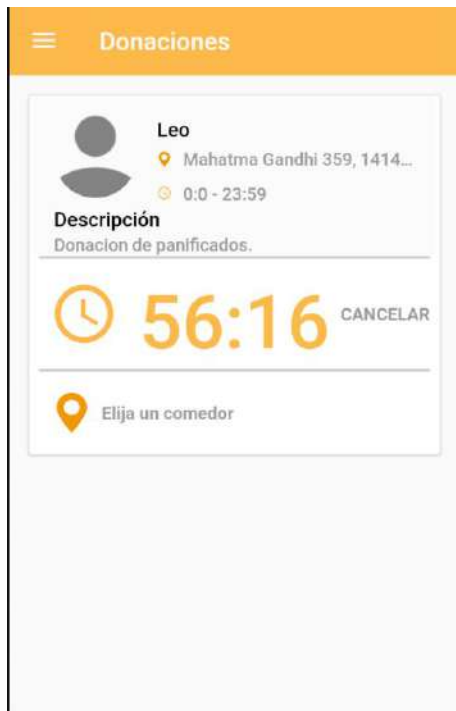 Donaciones
Leo
Mahatma Gandhi 359, 1414...
0:0 - 23:59
Descripción
Donacion de panificados.
56:16 CANCELAR
Elija un comedor